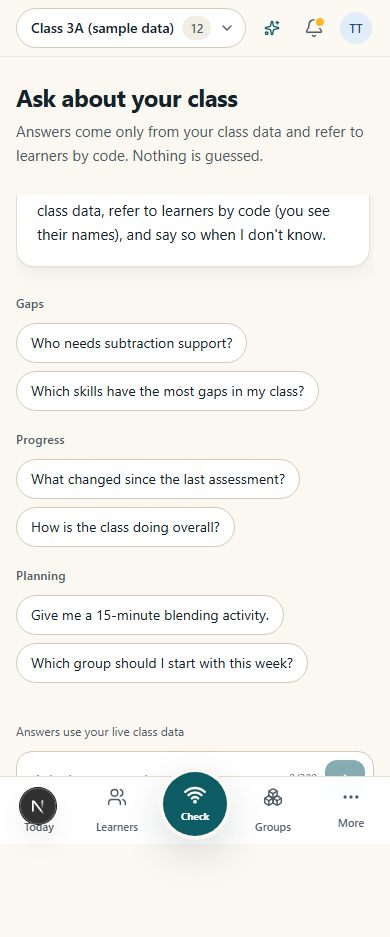 Class 3A (sample data) 12
TT
Ask about your class
Answers come only from your class data and refer to
learners by code. Nothing is guessed.
class data, refer to learners by code (you see
their names), and say so when I don't know.
Gaps
Who needs subtraction support?
Which skills have the most gaps in my class?
Progress
What changed since the last assessment?
How is the class doing overall?
Planning
Give me a 15-minute blending activity.
Which group should I start with this week?
Answers use your live class data
N
Today
Learners
Check
Groups
More